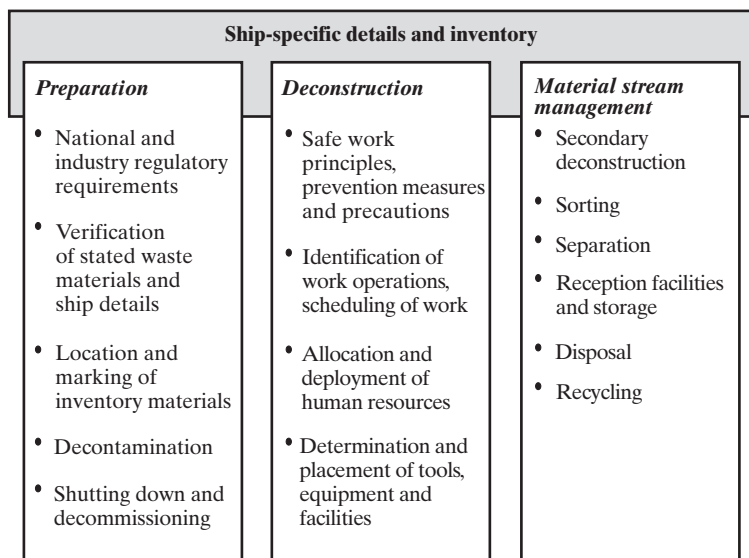 Ship-specific details and inventory
Preparation
• National and
industry regulatory
requirements
• Verification
of stated waste
materials and
ship details
• Location and
marking of
inventory materials
• Decontamination
• Shutting down and
decommissioning
Deconstruction
• Safe work
principles,
prevention measures
and precautions
• Identification of
work operations,
scheduling of work
• Allocation and
deployment of
human resources
• Determination and
placement of tools,
equipment and
facilities
Material stream
management
• Secondary
deconstruction
• Sorting
• Separation
• Reception facilities
and storage
• Disposal
• Recycling